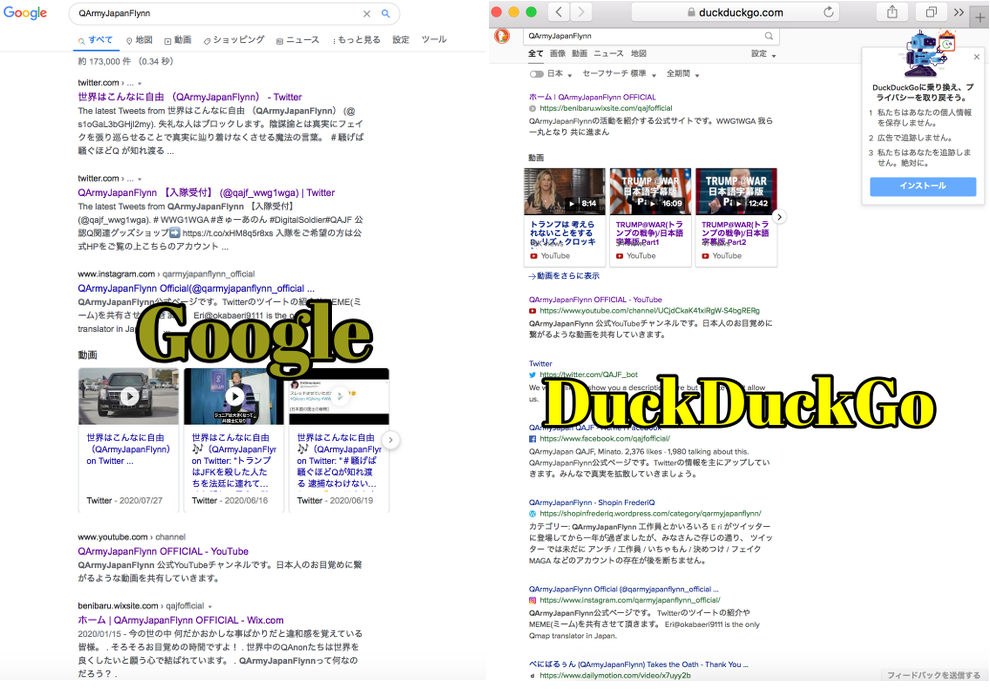 Google
QArmyJapanFlynn
すべて 地図 動画 ショッピング ニュース もっと見る 設定 ツール
約 173,000 件 （0.34 秒）
twitter.com › ...
世界はこんなに自由 （QArmyJapanFlynn） - Twitter
The latest Tweets from 世界はこんなに自由 （QArmyJapanFlynn） (@
s1oGaL3bGHjI2my). 失礼な人はブロックします。陰謀論とは真実にフェイ
クを張り巡らせることで真実に辿り着けなくさせる魔法の言葉。 # 騒げば
騒ぐほどQ が知れ渡る ...
twitter.com › ...
QArmyJapanFlynn 【入隊受付】 (@qajf_wwg1wga) | Twitter
The latest Tweets from QArmyJapanFlynn 【入隊受付】
(@qajf_wwg1wga). # WWG1WGA #きゅーあのん #DigitalSoldier#QAJF 公
認Q関連グッズショップ➡️ https://t.co/xHM8q5r8xs 入隊をご希望の方は公
式HPをご覧の上こちらのアカウント ...
www.instagram.com › qarmyjapanflynn_official
QArmyJapanFlynn Official(@qarmyjapanflynn_official ...
QArmyJapanFlynn公式ページです。Twitterのツイートの紹介 MEME(ミ
ーム)を共有させ Eri@okabaeri9111 is the o
translator in Jap
Google
動画
世界はこんなに自由
（QArmyJapanFlynn）
on Twitter ...
Twitter - 2020/07/27
世界はこんなに自由
🎶（QArmyJapanFlyr
on Twitter: "トランプ
はJFKを殺した人た
ちを法廷に連れて...
Twitter - 2020/06/16
世界はこんなに自由
🎶（QArmyJapanFlyr
on Twitter: "＃騒げば
騒ぐほどQが知れ渡
る 逮捕なわけない...
Twitter - 2020/06/19
www.youtube.com › channel
QArmyJapanFlynn OFFICIAL - YouTube
QArmyJapanFlynn 公式YouTubeチャンネルです。日本人のお目覚めに繋
がるような動画を共有していきます。
benibaru.wixsite.com › qajfofficial
ホーム | QArmyJapanFlynn OFFICIAL - Wix.com
2020/01/15 - 今の世の中 何だかおかしな事ばかりだと違和感を覚えている
皆様。 . そろそろお目覚めの時間ですよ！ . 世界中のQAnonたちは世界を
良くしたいと願う心で結ばれています。 . QArmyJapanFlynnって何なの
だろう？ .
duckduckgo.com
QArmyJapanFlynn
全て 画像 動画 ニュース 地図 設定
日本 セーフサーチ 標準 全期間
ホーム | QArmyJapanFlynn OFFICIAL
https://benibaru.wixsite.com/qajfofficial
QArmyJapanFlynnの活動を紹介する公式サイトです。WWG1WGA 我ら
一丸となり 共に進まん
動画
8:14
トランプは 考えら
れないことをする
By リズ・クロッキ
YouTube
TRUMP@WAR
日本語字幕版
16:09
TRUMP@WAR(トラ
ンプの戦争)/日本語
字幕版 Part1
YouTube
TRUMP@WAR
日本語字幕版
12:42
TRUMP@WAR(トラ
ンプの戦争)/日本語
字幕版 Part2
YouTube
動画をさらに表示
QArmyJapanFlynn OFFICIAL - YouTube
https://www.youtube.com/channel/UCjdCkaK41xiRgW-S4bgRERg
QArmyJapanFlynn 公式YouTubeチャンネルです。日本人のお目覚めに繋
がるような動画を共有していきます。
Twitter
https://twitter.com/QAJF_bot
We w show you a description re but allow
us.
DuckDuckGo
https://www.facebook.com/qajfofficial/
QArmyJapan QAJF, Minato. 2,376 likes · 1,980 talking about this.
QArmyJapanFlynn公式ページです。Twitterの情報を主にアップしてい
きます。みんなで真実を拡散していきましょう。
QArmyJapanFlynn - Shopin FrederiQ
https://shopinfrederiq.wordpress.com/category/qarmyjapanflynn/
カテゴリー: QArmyJapanFlynn 工作員とかいろいろ E r i がツイッター
に登場してから一年が過ぎましたが、みなさんご存じの通り、 ツイッ
ター では未だに アンチ / 工作員 / いちゃもん / 決めつけ / フェイク
MAGA などのアカウントの存在が後を断ちません。
QArmyJapanFlynn Official (@qarmyjapanflynn_official ...
https://www.instagram.com/qarmyjapanflynn_official/
QArmyJapanFlynn公式ページです。 Twitterのツイートの紹介や
MEME(ミーム)を共有させて頂きます。 Eri@okabaeri9111 is the only
Qmap translator in Japan.
べにばるぅん (QArmyJapanFlynn) Takes the Oath - Thank You ...
https://www.dailymotion.com/video/x7uyy2b
DuckDuckGoに乗り換え、プ
ライバシーを取り戻そう。
1 私たちはあなたの個人情報
を保存しません。
2 広告で追跡しません。
3 私たちはあなたを追跡しま
せん。絶対に。
インストール
フィードバックを送信する